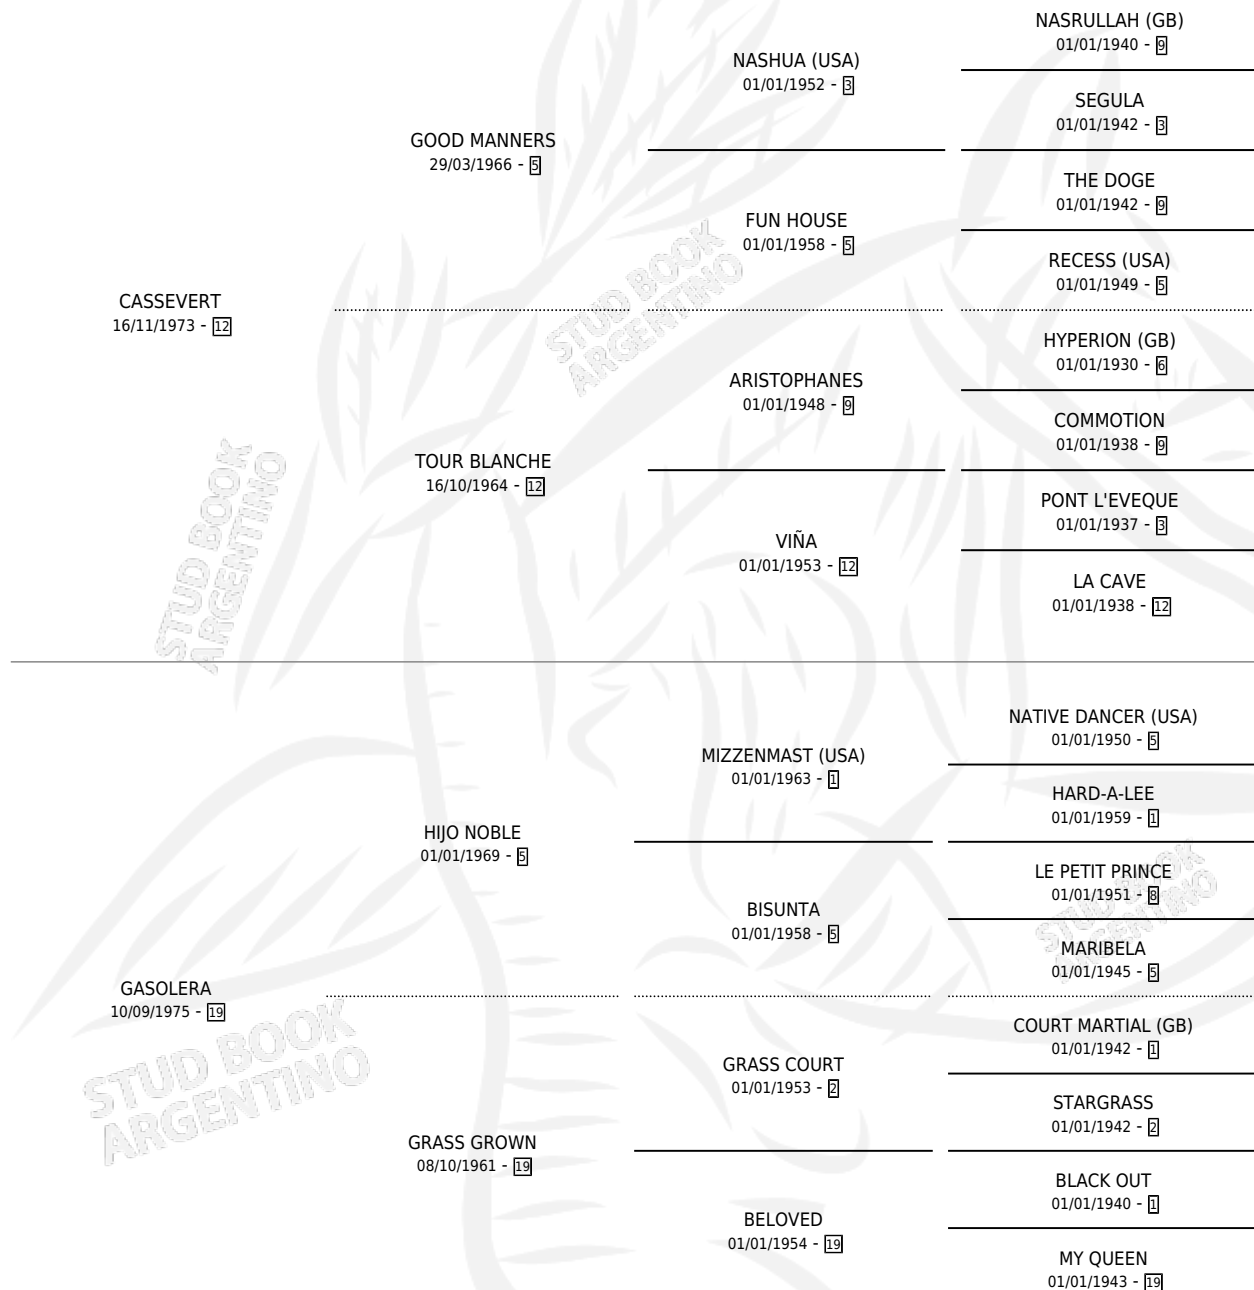 NASRULLAH (GB)
01/01/1940 - 9
NASHUA (USA)
01/01/1952 - 3
SEGULA
01/01/1942 - 3
GOOD MANNERS
29/03/1966 - 5
THE DOGE
01/01/1942 - 9
FUN HOUSE
01/01/1958 - 5
RECESS (USA)
01/01/1949 - 5
CASSEVERT
16/11/1973 - 12
HYPERION (GB)
01/01/1930 - 6
ARISTOPHANES
01/01/1948 - 9
COMMOTION
01/01/1938 - 9
TOUR BLANCHE
16/10/1964 - 12
PONT L'EVEQUE
01/01/1937 - 3
VIÑA
01/01/1953 - 12
LA CAVE
01/01/1938 - 12
NATIVE DANCER (USA)
01/01/1950 - 5
MIZZENMAST (USA)
01/01/1963 - 1
HARD-A-LEE
01/01/1959 - 1
HIJO NOBLE
01/01/1969 - 5
LE PETIT PRINCE
01/01/1951 - 8
BISUNTA
01/01/1958 - 5
MARIBELA
01/01/1945 - 5
GASOLERA
10/09/1975 - 19
COURT MARTIAL (GB)
01/01/1942 - 1
GRASS COURT
01/01/1953 - 2
STARGRASS
01/01/1942 - 2
GRASS GROWN
08/10/1961 - 19
BLACK OUT
01/01/1940 - 1
BELOVED
01/01/1954 - 19
MY QUEEN
01/01/1943 - 19
STUD BOOK
ARGENTINO
STUD BOOK
ARGENTINO
STUD BOOK
ARGENTINO
STUD BOOK
ARGENTINO